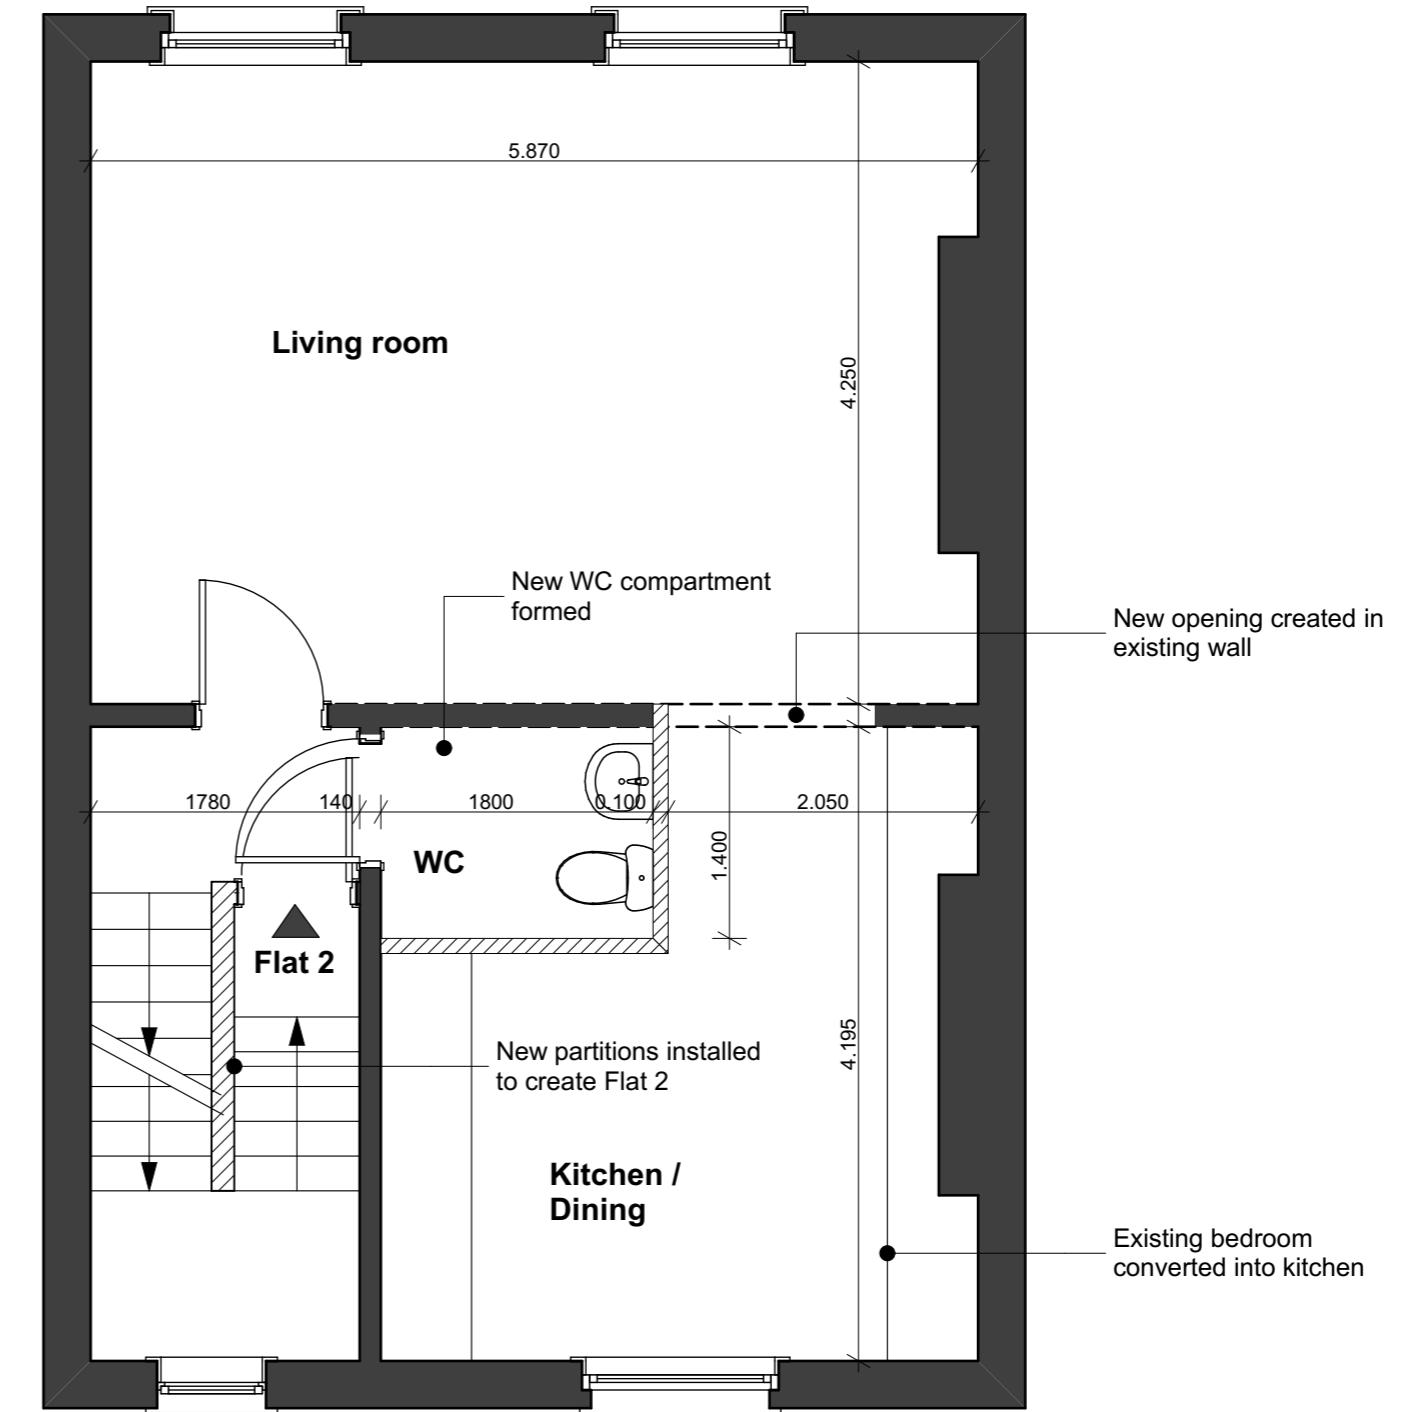 5.870
Living room
4.250
New WC compartment
formed
New opening created in
existing wall
1780
140
1800
0.100
2.050
1.400
WC
Flat 2
4.195
New partitions installed
to create Flat 2
Kitchen /
Dining
Existing bedroom
converted into kitchen